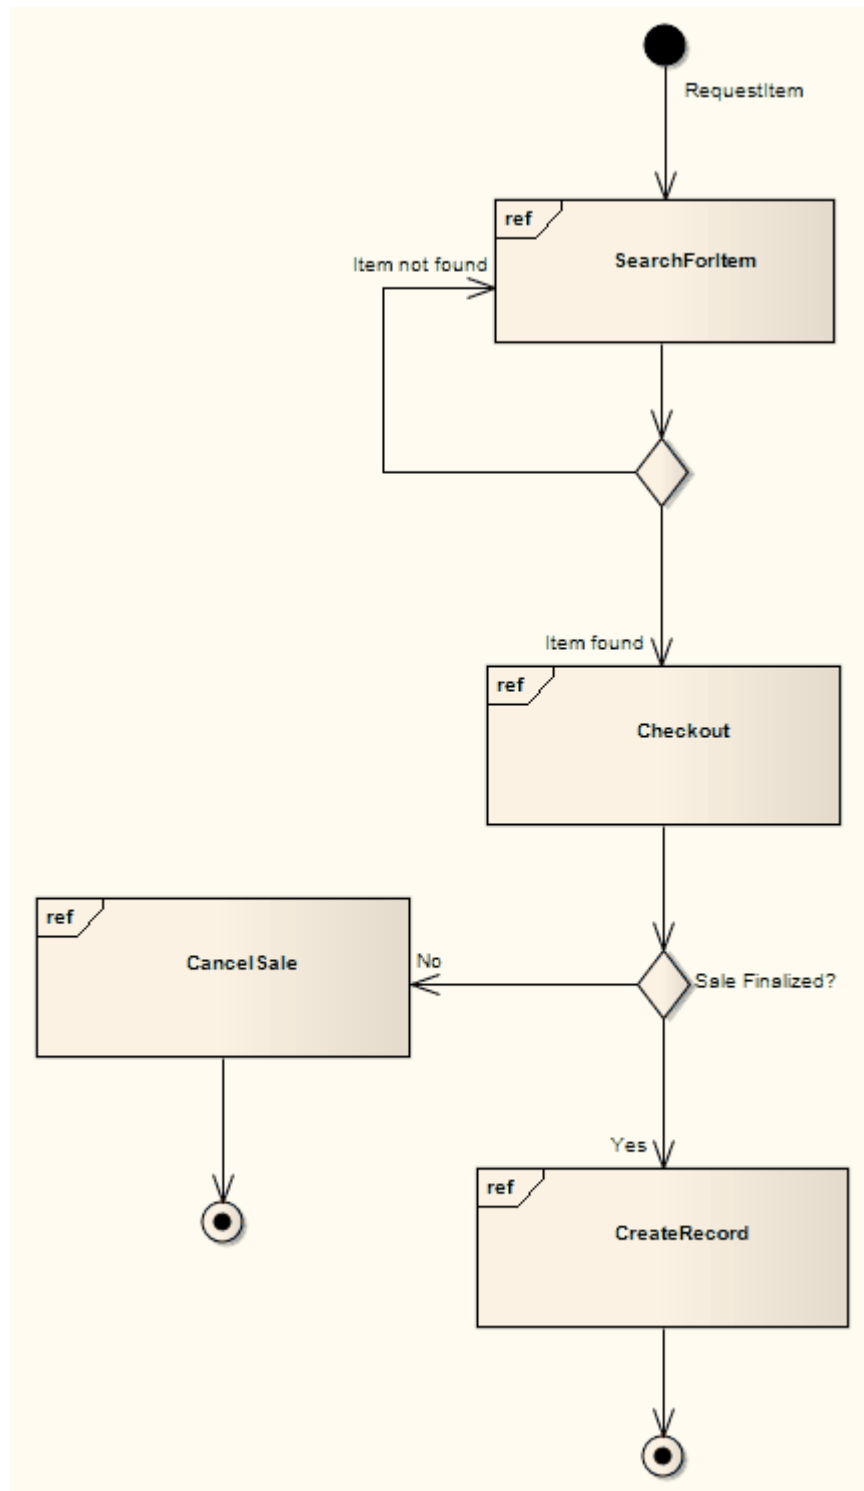 RequestItem
ref
SearchForItem
Item not found
Item found
ref
Checkout
ref
CancelSale
No
Sale Finalized?
Yes
ref
CreateRecord